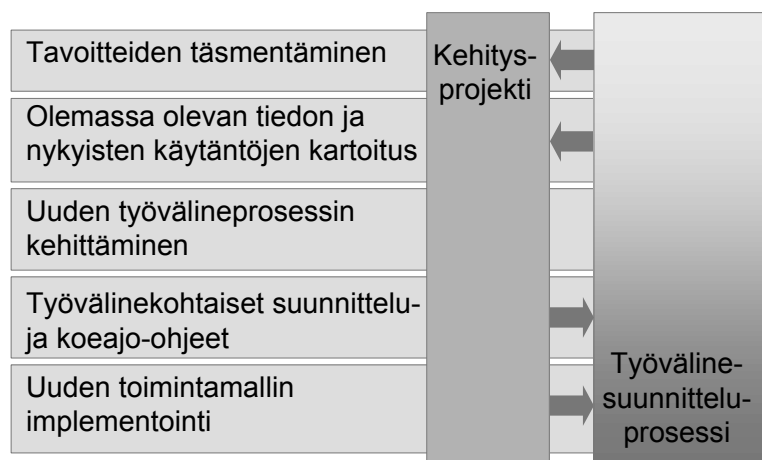 Tavoitteiden täsmentäminen
Olemassa olevan tiedon ja
nykyisten käytäntöjen kartoitus
Uuden työvälineprosessin
kehittäminen
Työvälinekohtaiset suunnittelu-
ja koeajo-ohjeet
Uuden toimintamallin
implementointi
Kehitys-
projekti
Työväline-
suunnittelu-
prosessi